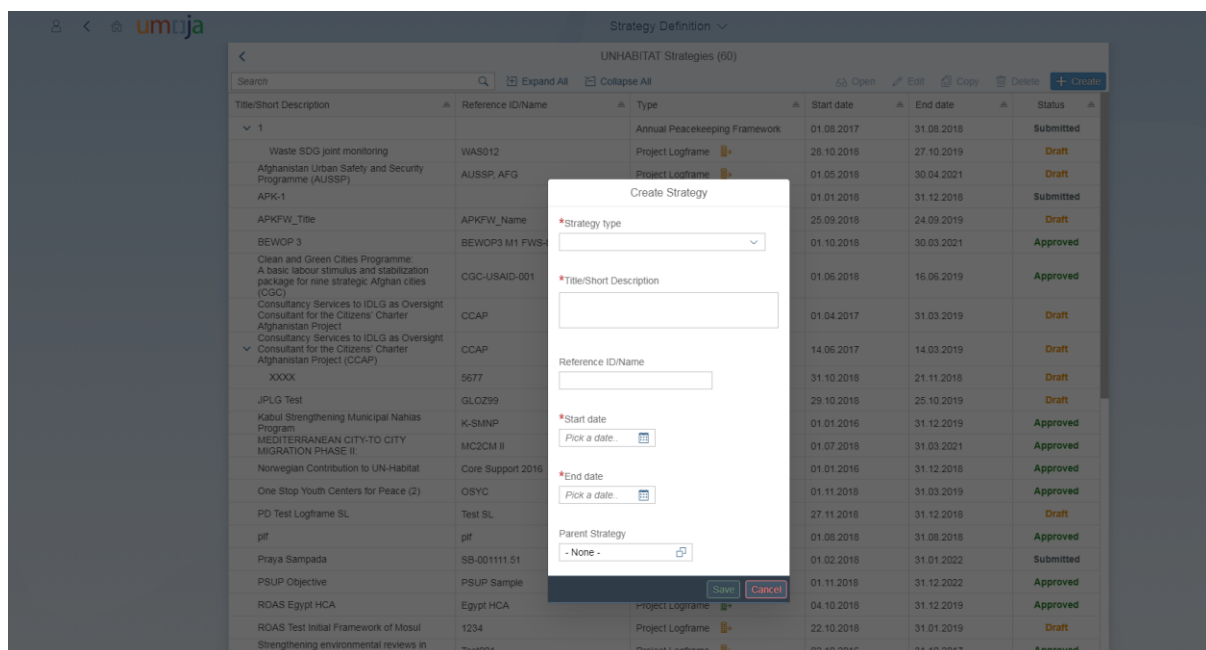 umoja
Strategy Definition
UNHABITAT Strategies (60)
Search Expand All Collapse All Open Edit Copy Delete + Create
Title/Short Description Reference ID/Name Type Start date End date Status
1 Annual Peacekeeping Framework 01.08.2017 31.08.2018 Submitted
Waste SDG joint monitoring WAS012 Project Logframe 28.10.2018 27.10.2019 Draft
Afghanistan Urban Safety and Security
Programme (AUSSP) AUSSP, AFG Project Logframe 01.05.2018 30.04.2021 Draft
APK-1 01.01.2018 31.12.2018 Submitted
APKFW_Title APKFW_Name 25.09.2018 24.09.2019 Draft
BEWOP 3 BEWOP3 M1 FWS- 01.10.2018 30.03.2021 Approved
Clean and Green Cities Programme:
A basic labour stimulus and stabilization
package for nine strategic Afghan cities
(CGC) CGC-USAID-001 01.06.2018 16.06.2019 Approved
Consultancy Services to IDLG as Oversight
Consultant for the Citizens' Charter
Afghanistan Project CCAP 01.04.2017 31.03.2019 Draft
Consultancy Services to IDLG as Oversight
Consultant for the Citizens' Charter
Afghanistan Project (CCAP) CCAP 14.06.2017 14.03.2019 Draft
XXXX 5677 31.10.2018 21.11.2018 Draft
JPLG Test GLOZ99 29.10.2018 25.10.2019 Draft
Kabul Strengthening Municipal Nahias
Program K-SMNP 01.01.2016 31.12.2019 Approved
MEDITERRANEAN CITY-TO CITY
MIGRATION PHASE II: MC2CM II 01.07.2018 31.03.2021 Approved
Norwegian Contribution to UN-Habitat Core Support 2016 01.01.2016 31.12.2018 Approved
One Stop Youth Centers for Peace (2) OSYC 01.11.2018 31.03.2019 Approved
PD Test Logframe SL Test SL 27.11.2018 31.12.2018 Draft
plf plf 01.08.2018 31.08.2018 Approved
Praya Sampada SB-001111.51 01.02.2018 31.01.2022 Submitted
PSUP Objective PSUP Sample 01.11.2018 31.12.2022 Approved
ROAS Egypt HCA Egypt HCA Project Logframe 04.10.2018 31.12.2019 Approved
ROAS Test Initial Framework of Mosul 1234 Project Logframe 22.10.2018 31.01.2019 Draft
Strengthening environmental reviews in
Create Strategy
*Strategy type
*Title/Short Description
Reference ID/Name
*Start date
Pick a date..
*End date
Pick a date..
Parent Strategy
- None -
Save Cancel